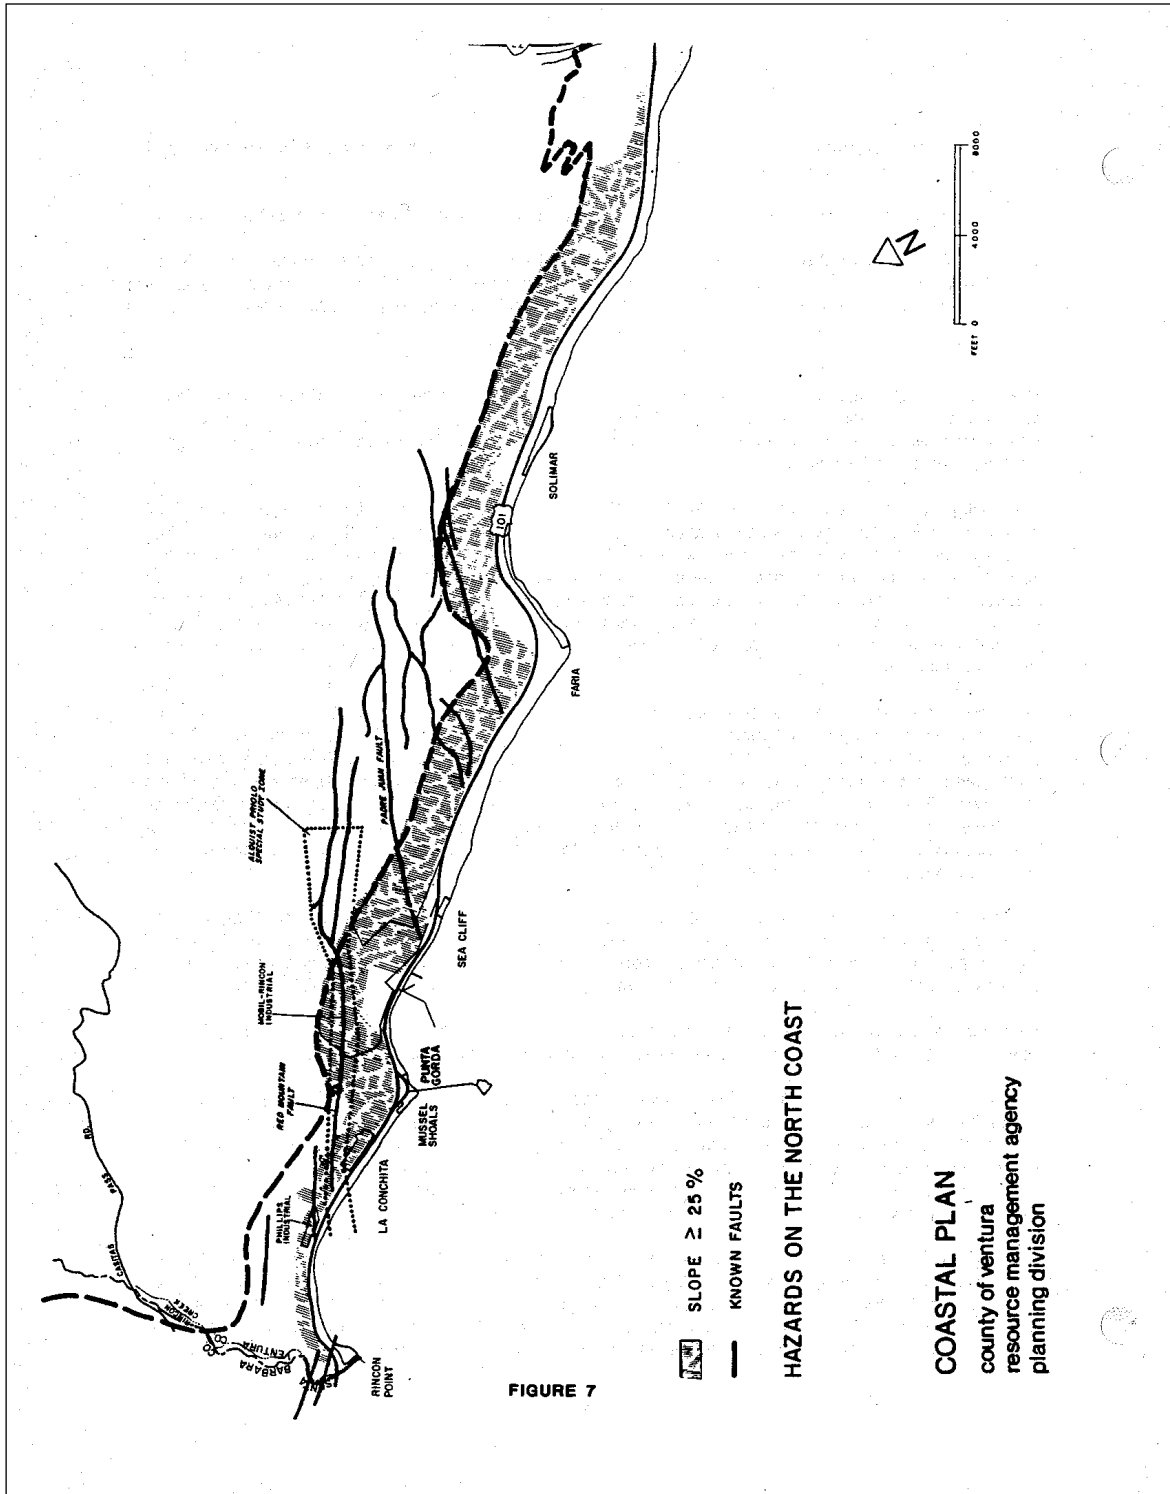 ALQUIST PRIOLO
SPECIAL STUDY ZONE
PADRE JUAN FAULT
MOBIL-RINCON
INDUSTRIAL
RED MOUNTAIN
FAULT
PHILLIPS
INDUSTRIAL
CASITAS PASS RD.
RINCON
CREEK
VENTURA CO.
BARBARA CO.
RINCON
POINT
LA CONCHITA
MUSSEL
SHOALS
PUNTA
GORDA
SEA CLIFF
FARIA
101
SOLIMAR
N
FEET 0 4000 8000
SLOPE ≥ 25%
KNOWN FAULTS
HAZARDS ON THE NORTH COAST
COASTAL PLAN
county of ventura
resource management agency
planning division
FIGURE 7